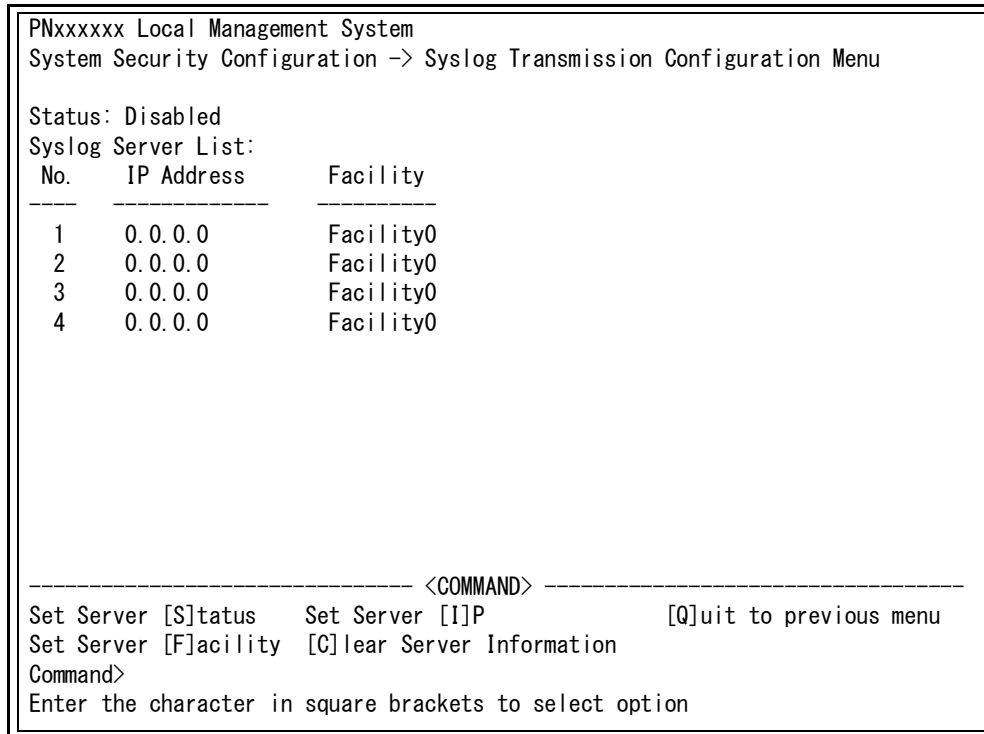 PNxxxxxx Local Management System
System Security Configuration -> Syslog Transmission Configuration Menu
Status: Disabled
Syslog Server List:
No. IP Address Facility
---- ------------- ----------
1 0.0.0.0 Facility0
2 0.0.0.0 Facility0
3 0.0.0.0 Facility0
4 0.0.0.0 Facility0
-------------------------------- <COMMAND> -----------------------------------
Set Server [S]tatus Set Server [I]P [Q]uit to previous menu
Set Server [F]acility [C]lear Server Information
Command>
Enter the character in square brackets to select option